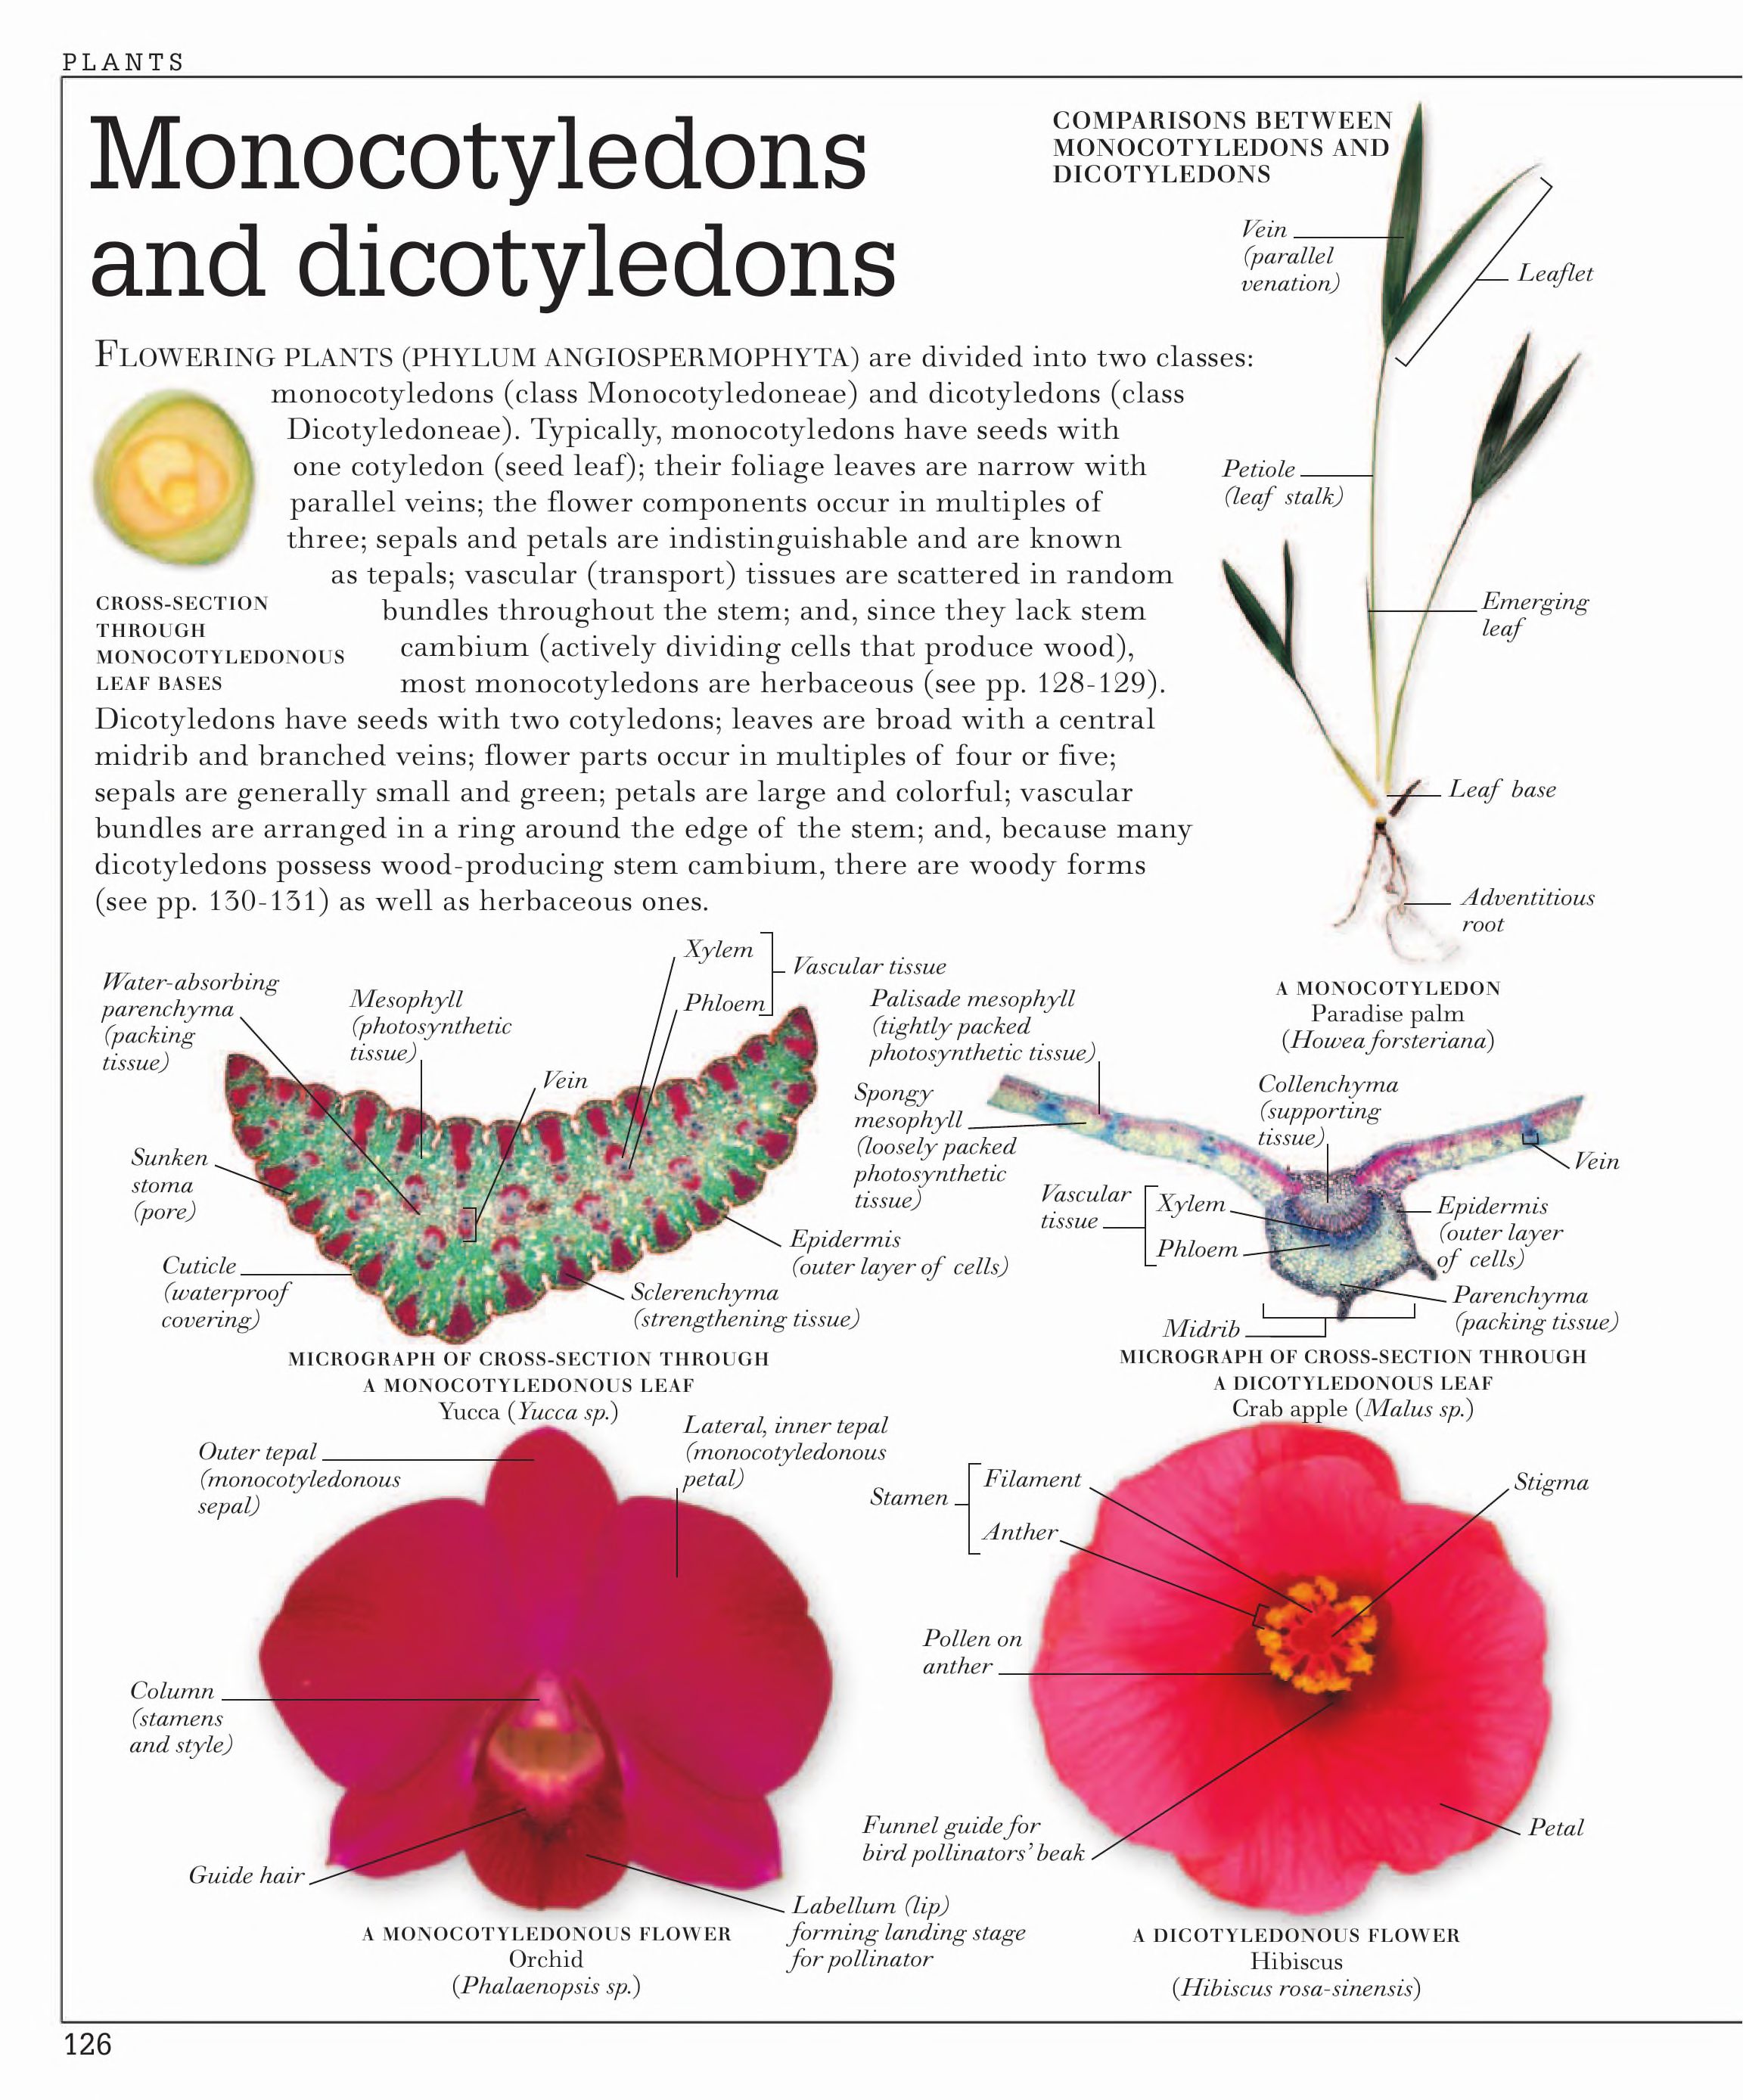 PLANTS
Monocotyledons
and dicotyledons
FLOWERING PLANTS (PHYLUM ANGIOSPERMOPHYTA) are divided into two classes:
monocotyledons (class Monocotyledoneae) and dicotyledons (class
Dicotyledoneae). Typically, monocotyledons have seeds with
one cotyledon (seed leaf); their foliage leaves are narrow with
parallel veins; the flower components occur in multiples of
three; sepals and petals are indistinguishable and are known
as tepals; vascular (transport) tissues are scattered in random
bundles throughout the stem; and, since they lack stem
cambium (actively dividing cells that produce wood),
most monocotyledons are herbaceous (see pp. 128-129).
Dicotyledons have seeds with two cotyledons; leaves are broad with a central
midrib and branched veins; flower parts occur in multiples of four or five;
sepals are generally small and green; petals are large and colorful; vascular
bundles are arranged in a ring around the edge of the stem; and, because many
dicotyledons possess wood-producing stem cambium, there are woody forms
(see pp. 130-131) as well as herbaceous ones.
CROSS-SECTION
THROUGH
MONOCOTYLEDONOUS
LEAF BASES
COMPARISONS BETWEEN
MONOCOTYLEDONS AND
DICOTYLEDONS
Vein
(parallel
venation)
Leaflet
Petiole
(leaf stalk)
Emerging
leaf
Leaf base
Adventitious
root
A MONOCOTYLEDON
Paradise palm
(Howea forsteriana)
Water-absorbing
parenchyma
(packing
tissue)
Mesophyll
(photosynthetic
tissue)
Vein
Xylem
Phloem
Vascular tissue
Sunken
stoma
(pore)
Cuticle
(waterproof
covering)
Epidermis
(outer layer of cells)
Sclerenchyma
(strengthening tissue)
MICROGRAPH OF CROSS-SECTION THROUGH
A MONOCOTYLEDONOUS LEAF
Yucca (Yucca sp.)
Palisade mesophyll
(tightly packed
photosynthetic tissue)
Spongy
mesophyll
(loosely packed
photosynthetic
tissue)
Collenchyma
(supporting
tissue)
Vein
Vascular
tissue
Xylem
Phloem
Epidermis
(outer layer
of cells)
Parenchyma
(packing tissue)
Midrib
MICROGRAPH OF CROSS-SECTION THROUGH
A DICOTYLEDONOUS LEAF
Crab apple (Malus sp.)
Outer tepal
(monocotyledonous
sepal)
Lateral, inner tepal
(monocotyledonous
petal)
Column
(stamens
and style)
Guide hair
Labellum (lip)
forming landing stage
for pollinator
A MONOCOTYLEDONOUS FLOWER
Orchid
(Phalaenopsis sp.)
Stamen
Filament
Anther
Stigma
Pollen on
anther
Funnel guide for
bird pollinators' beak
Petal
A DICOTYLEDONOUS FLOWER
Hibiscus
(Hibiscus rosa-sinensis)
126